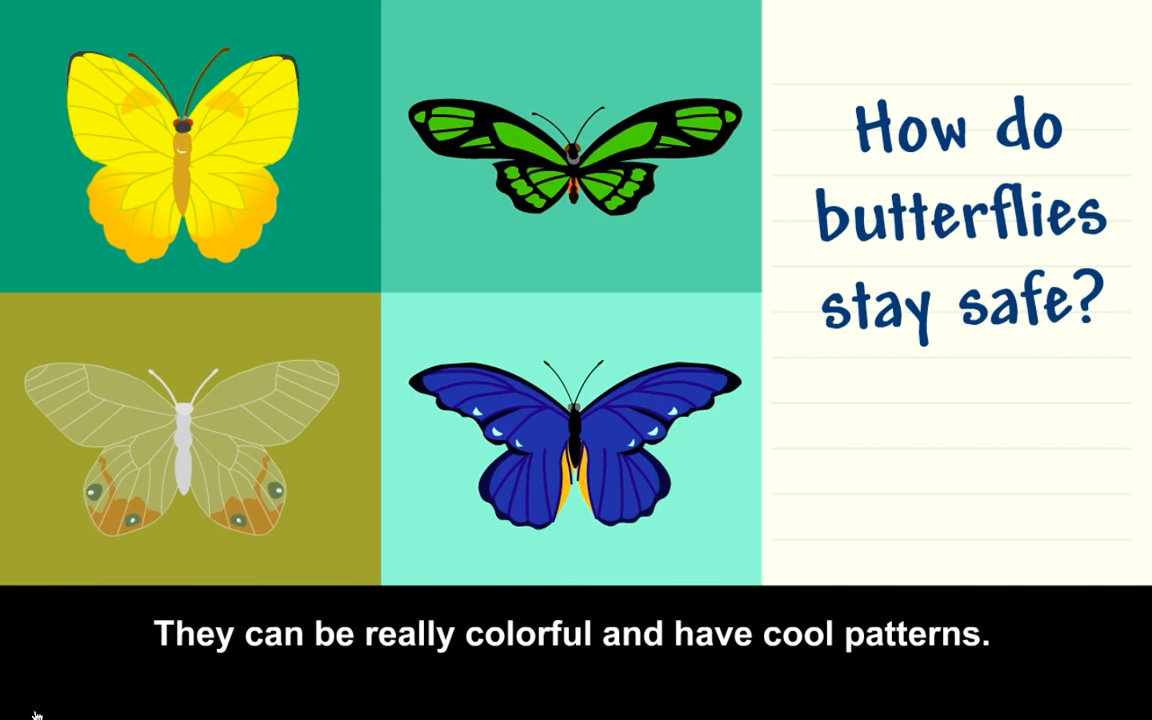 How do
butterflies
stay safe?
They can be really colorful and have cool patterns.